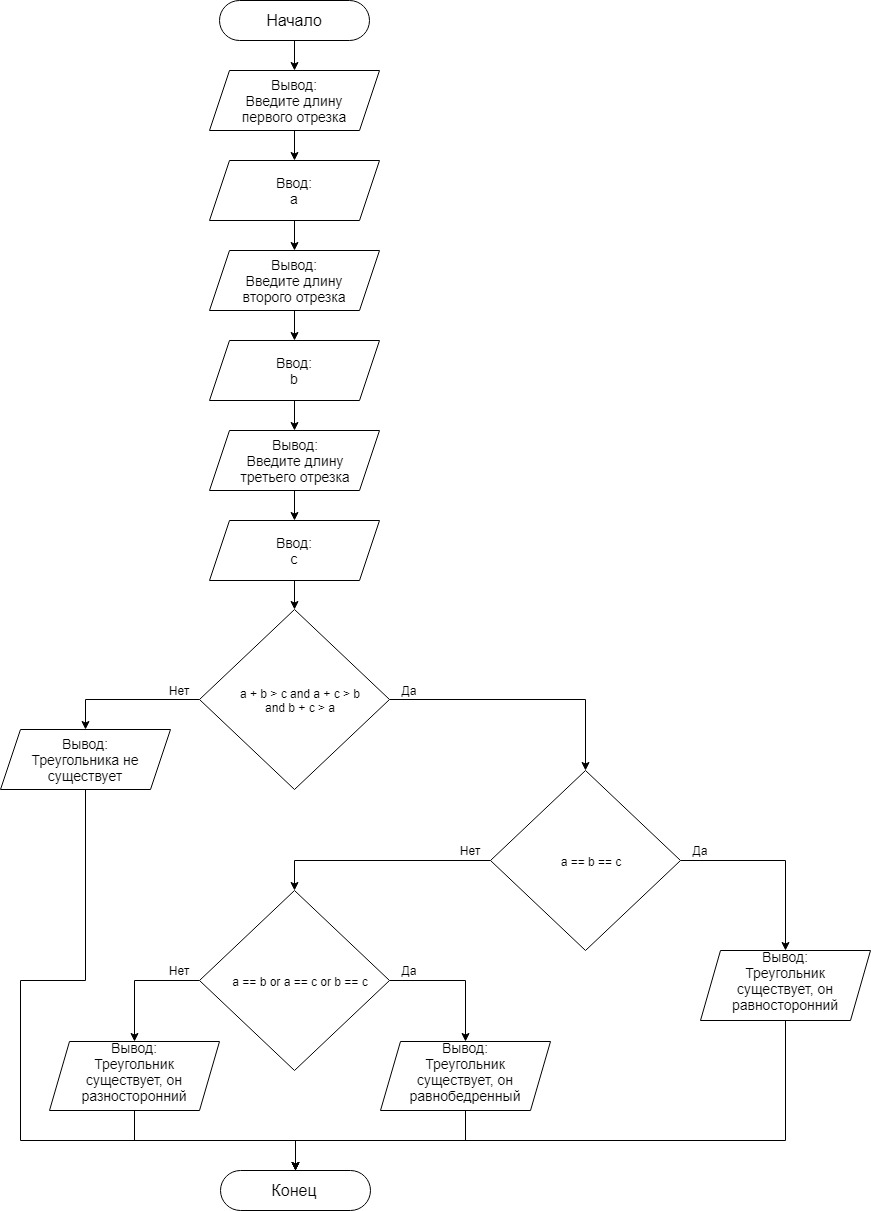 Начало
Вывод:
Введите длину
первого отрезка
Ввод:
a
Вывод:
Введите длину
второго отрезка
Ввод:
b
Вывод:
Введите длину
третьего отрезка
Ввод:
c
Нет
a + b > c and a + c > b
and b + c > a
Да
Вывод:
Треугольника не
существует
Нет
a == b == c
Да
Нет
a == b or a == c or b == c
Да
Вывод:
Треугольник
существует, он
равносторонний
Вывод:
Треугольник
существует, он
разносторонний
Вывод:
Треугольник
существует, он
равнобедренный
Конец